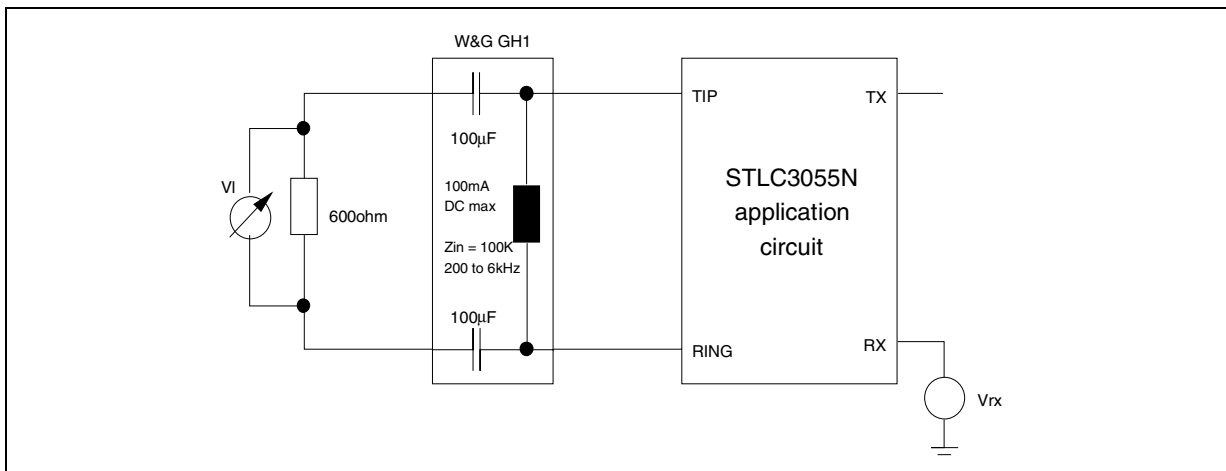 W&G GH1
TIP
TX
100μF
VI
600ohm
100mA
DC max
Zin = 100K
200 to 6kHz
STLC3055N
application
circuit
100μF
RING
RX
Vrx